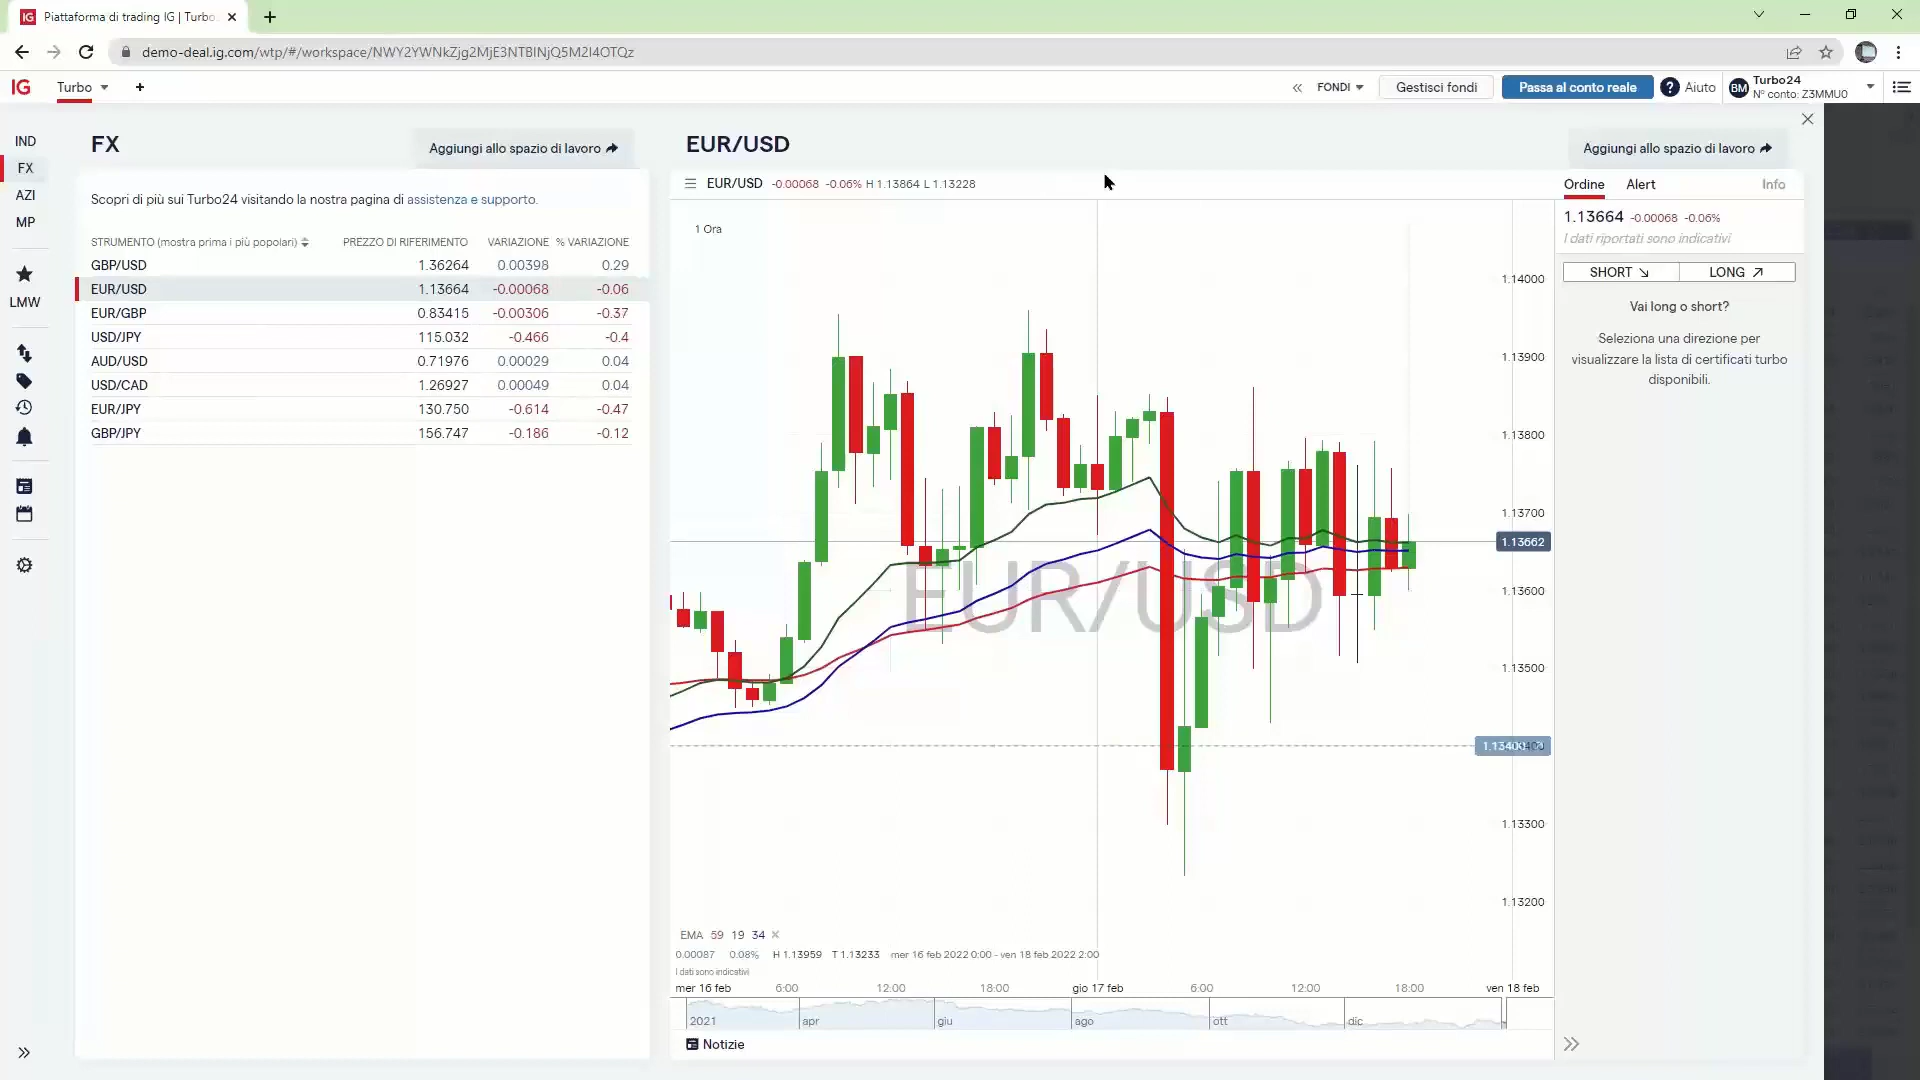 IG Piattaforma di trading IG | Turbo
demo-deal.ig.com/wtp/#/workspace/NWY2YWNkZjg2MjE3NTBINjQ5M2I4OTQz
IG Turbo FONDI Gestisci fondi Passa al conto reale ? Aiuto BM Turbo24
N° conto: Z3MMU0
IND
FX
AZI
MP
LMW
FX
Aggiungi allo spazio di lavoro
Scopri di più sui Turbo24 visitando la nostra pagina di assistenza e supporto.
STRUMENTO (mostra prima i più popolari) PREZZO DI RIFERIMENTO VARIAZIONE % VARIAZIONE
GBP/USD 1.36264 0.00398 0.29
EUR/USD 1.13664 -0.00068 -0.06
EUR/GBP 0.83415 -0.00306 -0.37
USD/JPY 115.032 -0.466 -0.4
AUD/USD 0.71976 0.00029 0.04
USD/CAD 1.26927 0.00049 0.04
EUR/JPY 130.750 -0.614 -0.47
GBP/JPY 156.747 -0.186 -0.12
EUR/USD
Aggiungi allo spazio di lavoro
EUR/USD -0.00068 -0.06% H 1.13864 L 1.13228
1 Ora
EUR/USD
1.14000
1.13900
1.13800
1.13700
1.13662
1.13600
1.13500
1.13300
1.13200
EMA 59 19 34
0.00087 0.08% H 1.13959 T 1.13233 mer 16 feb 2022 0:00 - ven 18 feb 2022 2:00
I dati sono indicativi
mer 16 feb 6:00 12:00 18:00 gio 17 feb 6:00 12:00 18:00 ven 18 feb
2021 apr giu ago ott dic
Notizie
Ordine Alert Info
1.13664 -0.00068 -0.06%
I dati riportati sono indicativi
SHORT LONG
Vai long o short?
Seleziona una direzione per
visualizzare la lista di certificati turbo
disponibili.